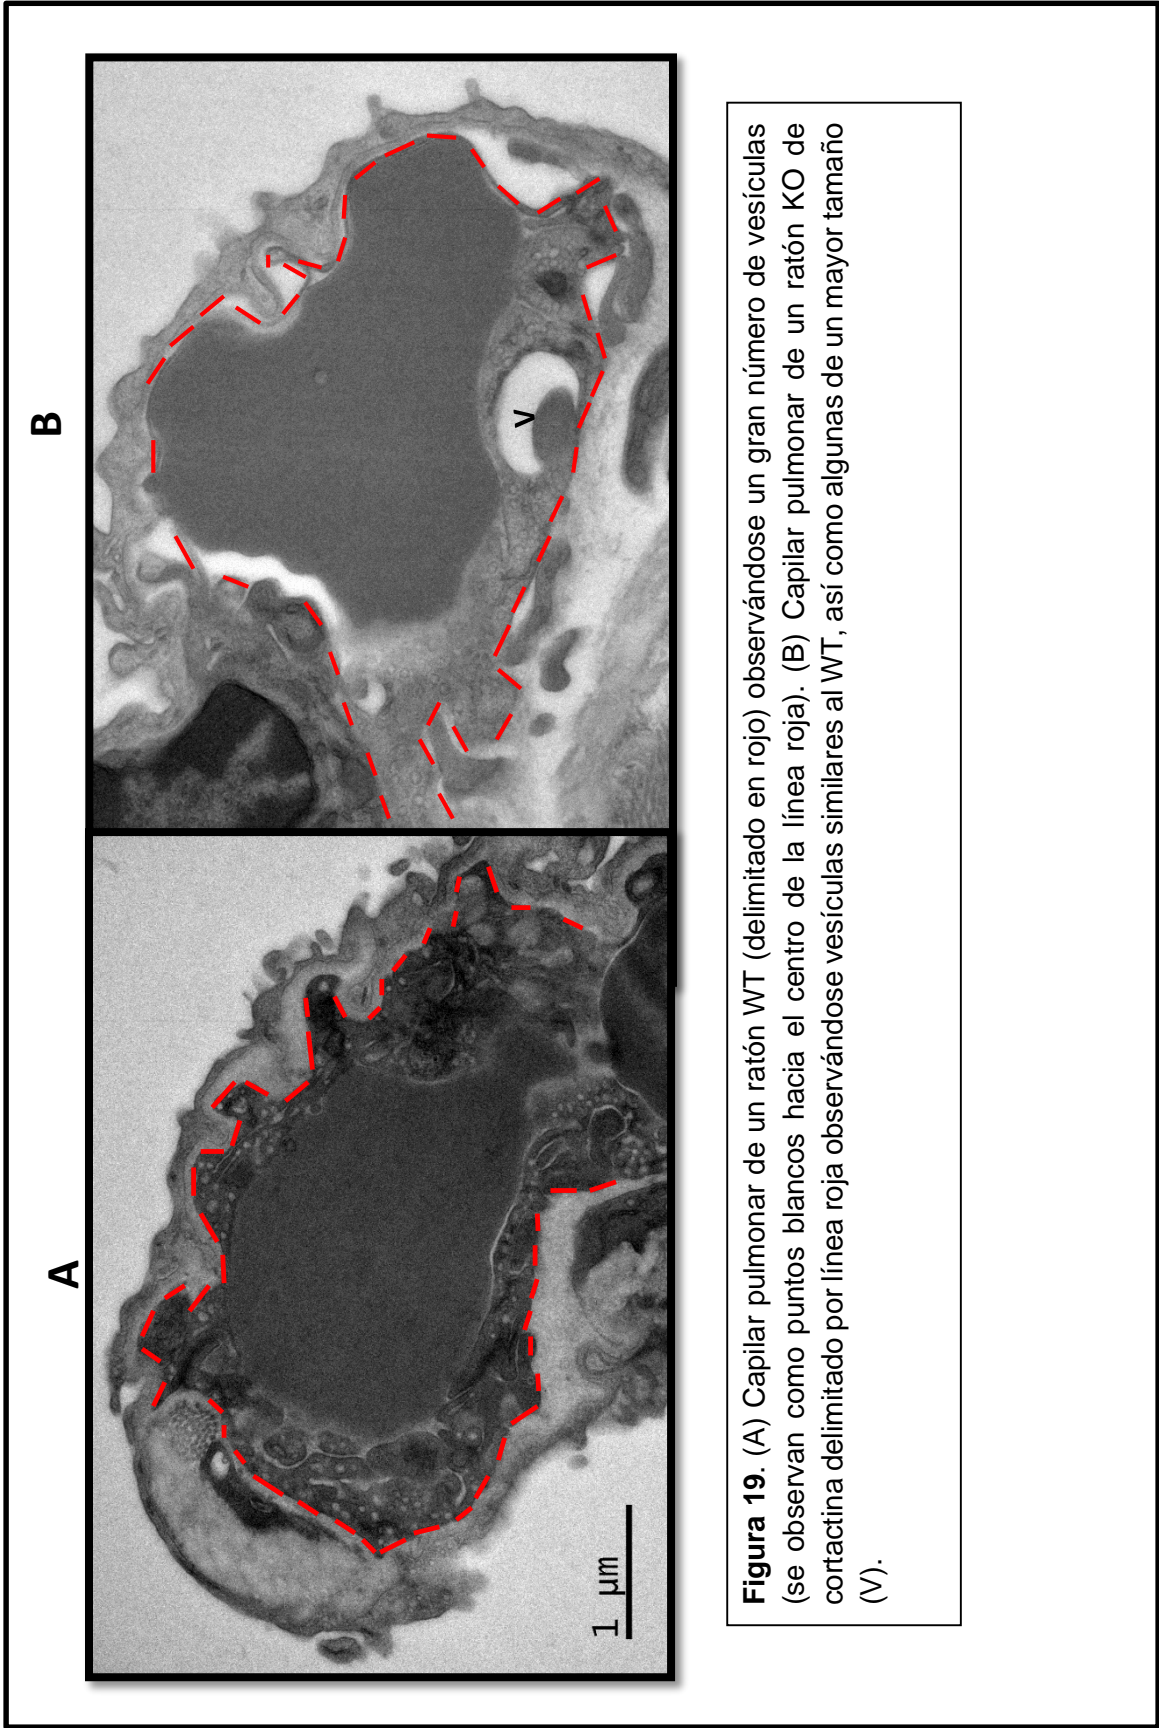 A
B
V
1 μm
Figura 19. (A) Capilar pulmonar de un ratón WT (delimitado en rojo) observándose un gran número de vesículas
(se observan como puntos blancos hacia el centro de la línea roja). (B) Capilar pulmonar de un ratón KO de
cortactina delimitado por línea roja observándose vesículas similares al WT, así como algunas de un mayor tamaño
(V).